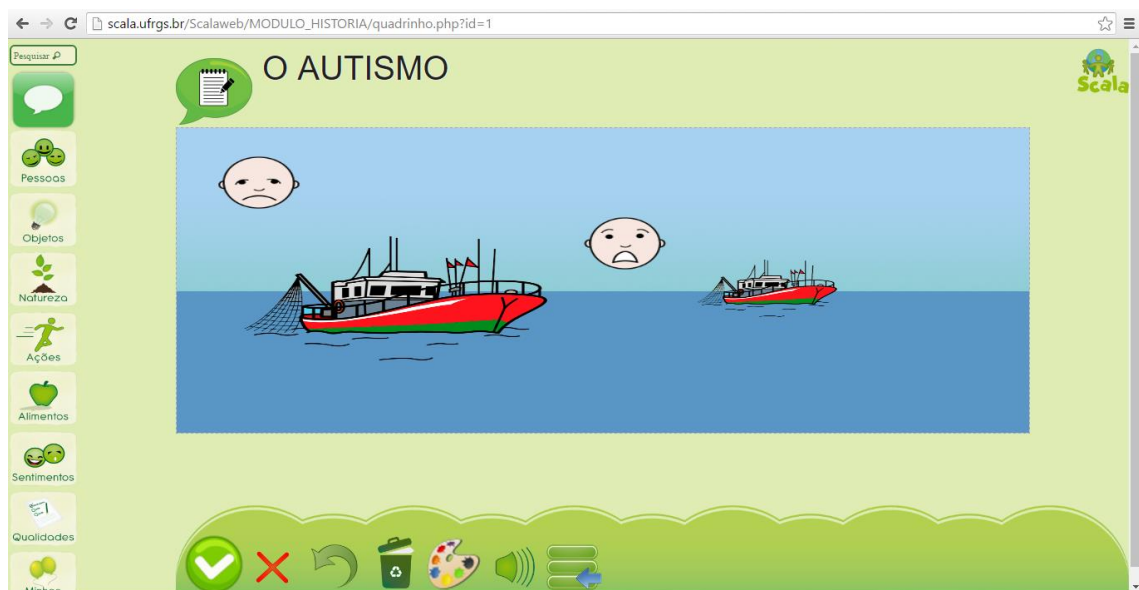 scala.ufrgs.br/Scalaweb/MODULO_HISTORIA/quadrinho.php?id=1
Pesquisar
O AUTISMO
Scala
Pessoas
Objetos
Natureza
Ações
Alimentos
Sentimentos
Qualidades